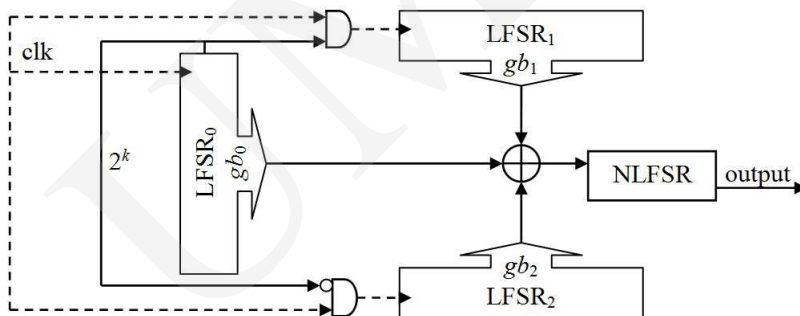 LFSR₁
gb₁
clk
LFSR₀
gb₀
2ᵏ
NLFSR
output
gb₂
LFSR₂